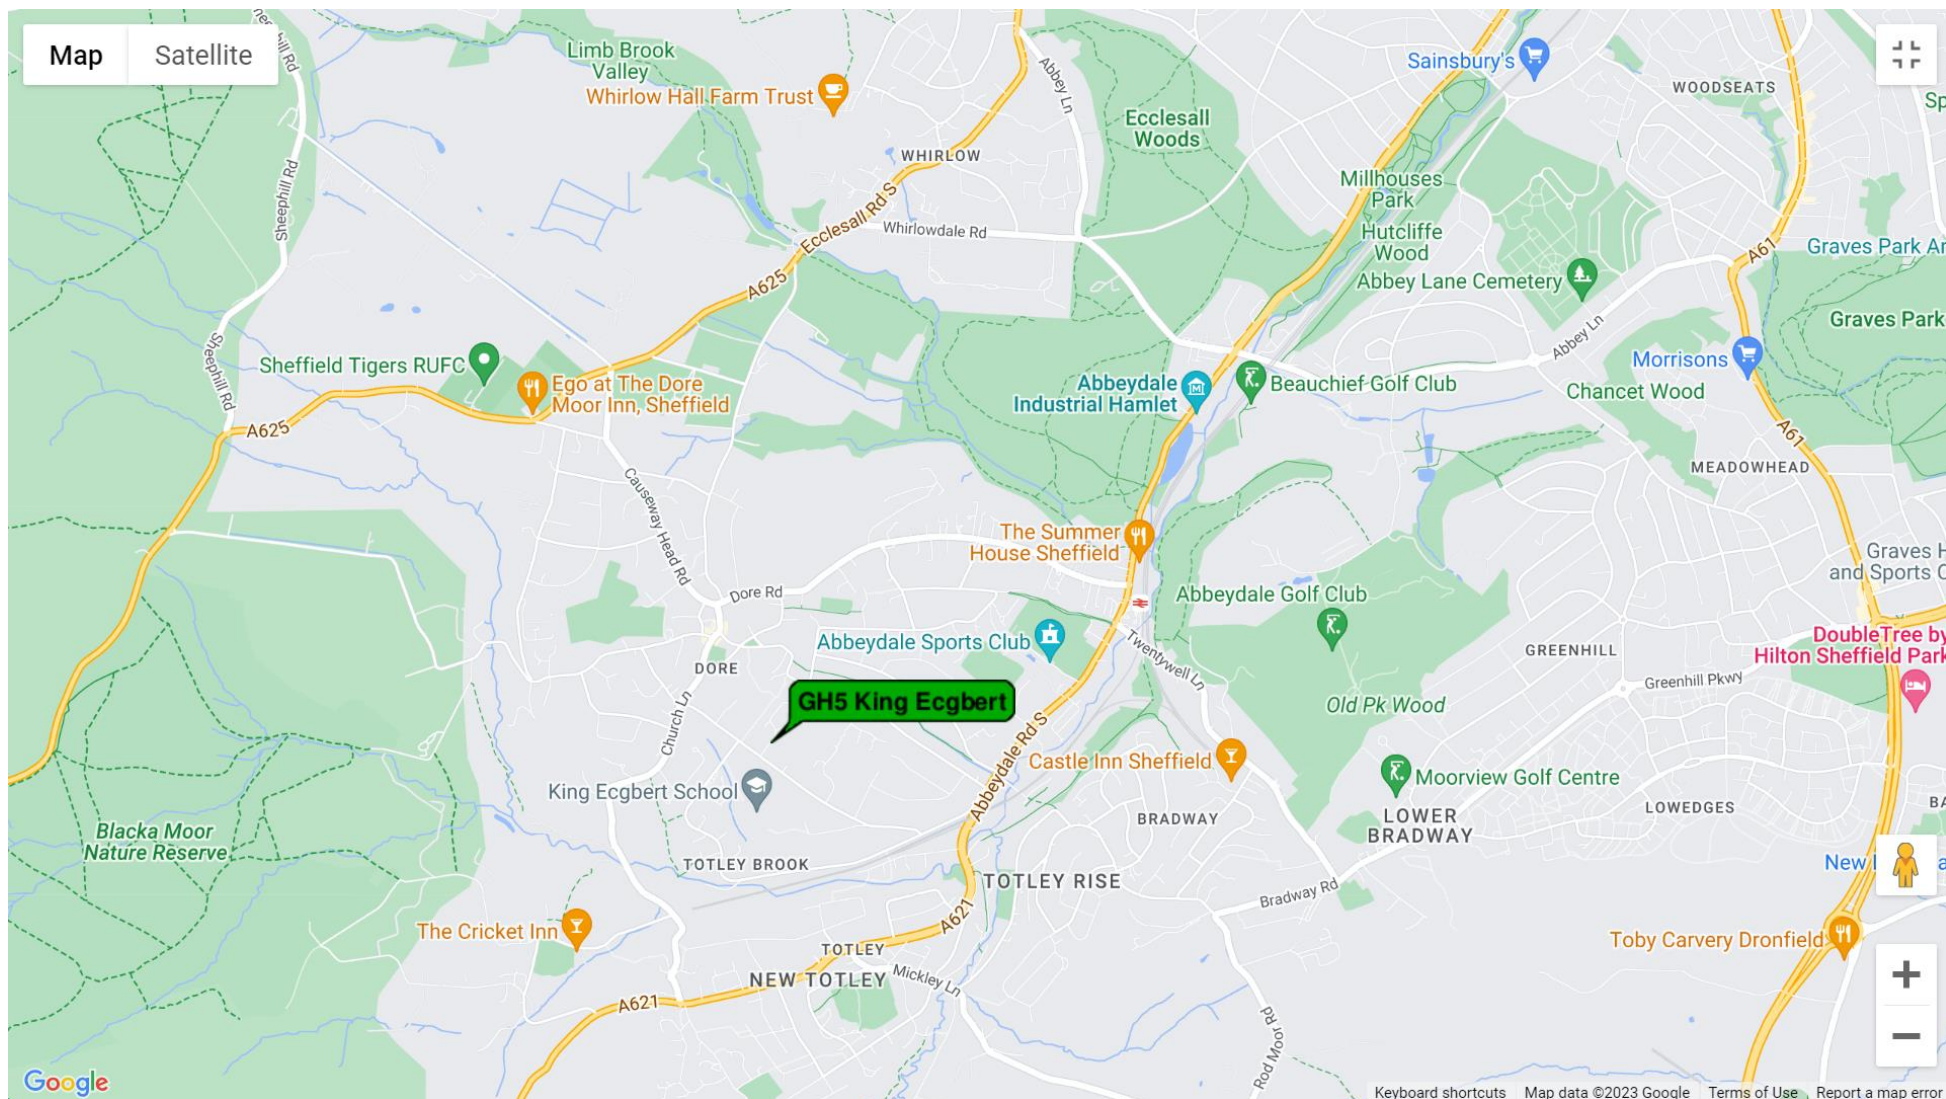 Map
Satellite
Limb Brook
Valley
Whirlow Hall Farm Trust
Abbey Ln
Sainsbury's
WOODSEATS
Ecclesall
Woods
WHIRLOW
Sheephill Rd
Ecclesall Rd S
Whirlowdale Rd
Millhouses
Park
Hutcliffe
Wood
Abbey Lane Cemetery
A61
Graves Park
A625
Sheephill Rd
Sheffield Tigers RUFC
Ego at The Dore
Moor Inn, Sheffield
A625
Abbeydale
Industrial Hamlet
Beauchief Golf Club
Abbey Ln
Morrisons
Chancet Wood
A61
MEADOWHEAD
Causeway Head Rd
The Summer
House Sheffield
Graves
and Sports
Dore Rd
Abbeydale Golf Club
Abbeydale Sports Club
Twentywell Ln
GREENHILL
DoubleTree by
Hilton Sheffield Park
DORE
Church Ln
GH5 King Ecgbert
Greenhill Pkwy
Old Pk Wood
Abbeydale Rd S
Castle Inn Sheffield
King Ecgbert School
Moorview Golf Centre
LOWER
BRADWAY
LOWEDGES
BRADWAY
Blacka Moor
Nature Reserve
TOTLEY BROOK
TOTLEY RISE
New
Bradway Rd
The Cricket Inn
A621
Toby Carvery Dronfield
TOTLEY
NEW TOTLEY
Mickley Ln
A621
Rod Moor Rd
Google
Keyboard shortcuts
Map data ©2023 Google
Terms of Use
Report a map error